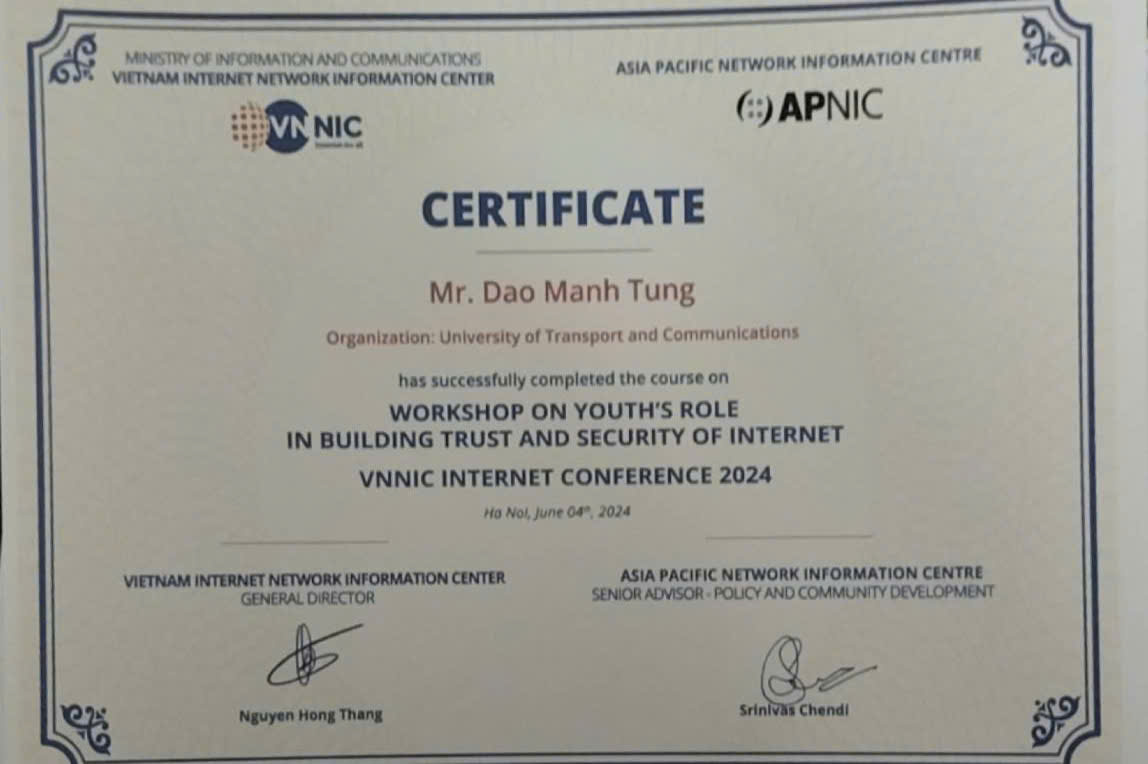 MINISTRY OF INFORMATION AND COMMUNICATIONS
VIETNAM INTERNET NETWORK INFORMATION CENTER
VNNIC
ASIA PACIFIC NETWORK INFORMATION CENTRE
(::) APNIC
CERTIFICATE
Mr. Dao Manh Tung
Organization: University of Transport and Communications
has successfully completed the course on
WORKSHOP ON YOUTH'S ROLE
IN BUILDING TRUST AND SECURITY OF INTERNET
VNNIC INTERNET CONFERENCE 2024
Ha Noi, June 04th, 2024
VIETNAM INTERNET NETWORK INFORMATION CENTER
GENERAL DIRECTOR
Nguyen Hong Thang
ASIA PACIFIC NETWORK INFORMATION CENTRE
SENIOR ADVISOR - POLICY AND COMMUNITY DEVELOPMENT
Srinivas Chendi